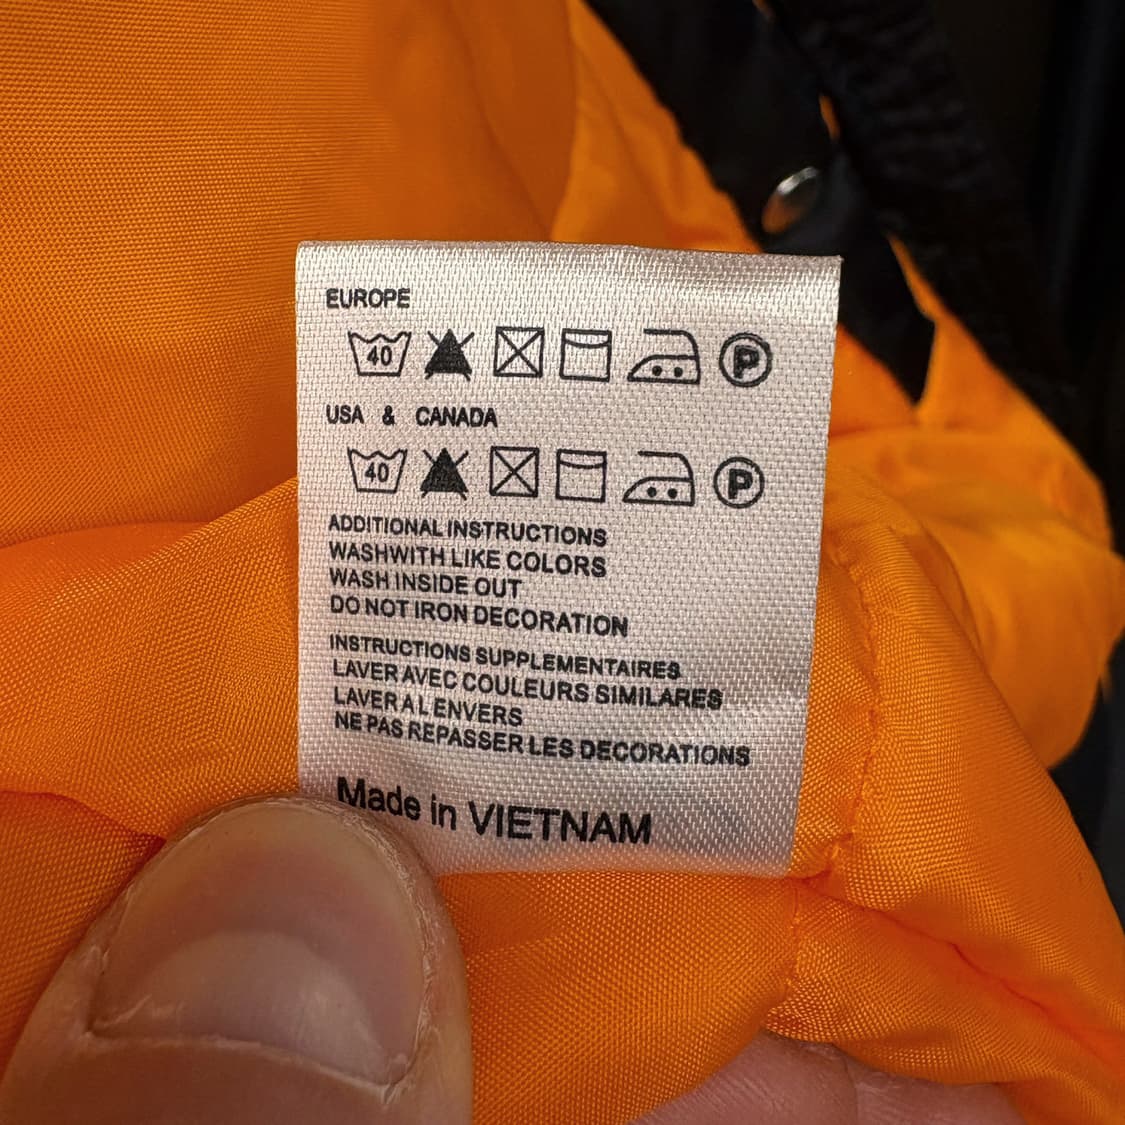 EUROPE
40 P
USA & CANADA
40 P
ADDITIONAL INSTRUCTIONS
WASHWITH LIKE COLORS
WASH INSIDE OUT
DO NOT IRON DECORATION
INSTRUCTIONS SUPPLEMENTAIRES
LAVER AVEC COULEURS SIMILARES
LAVER A L ENVERS
NE PAS REPASSER LES DECORATIONS
Made in VIETNAM